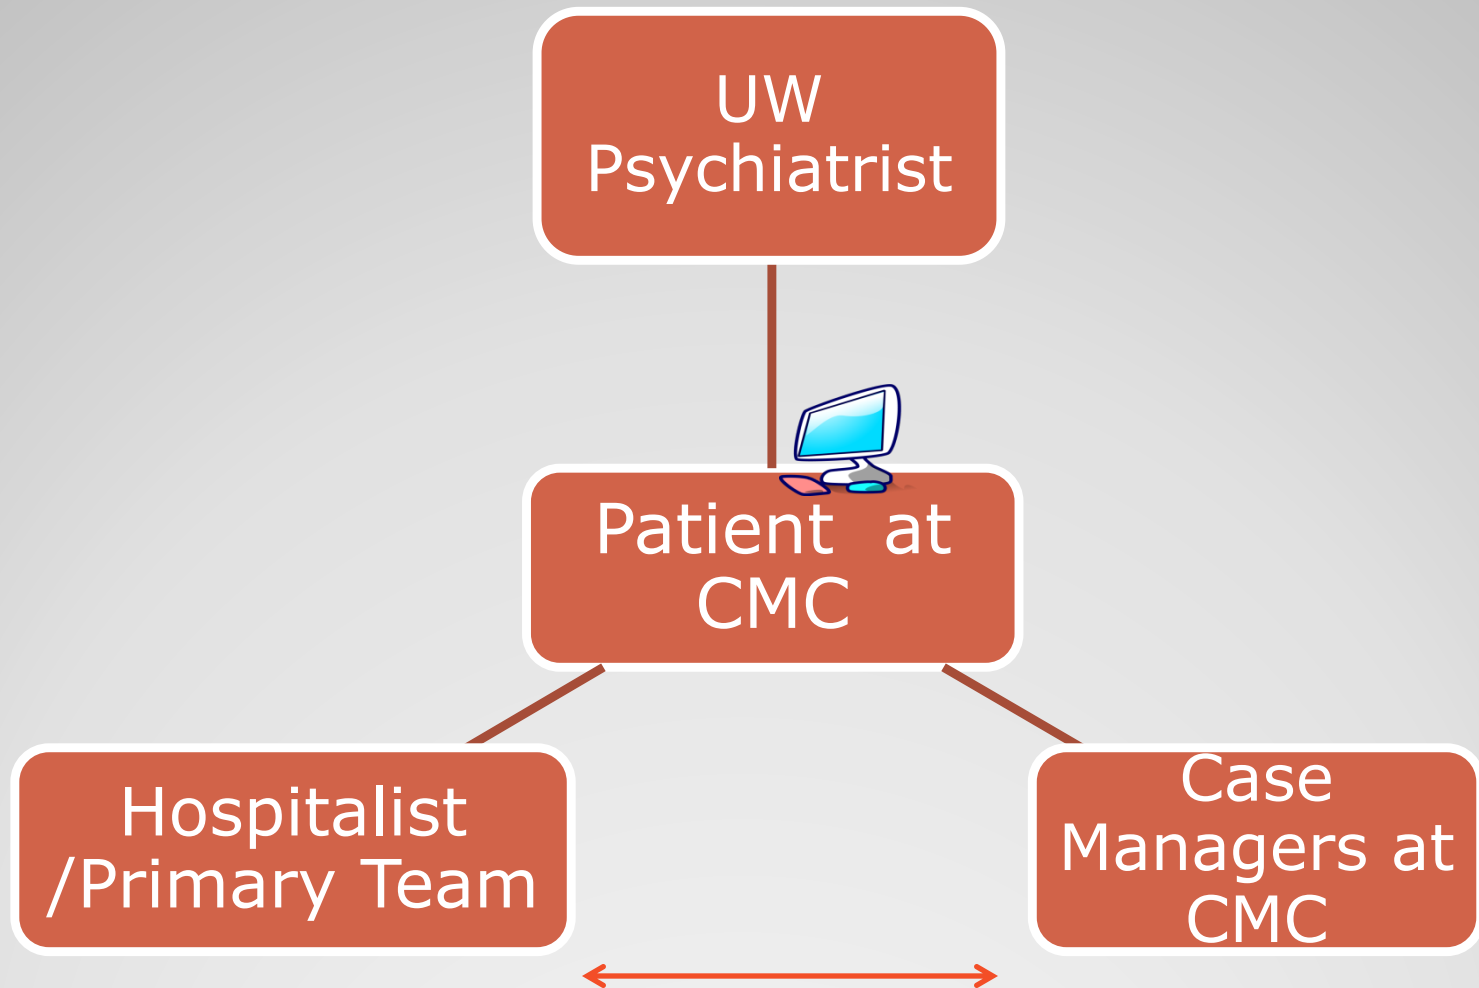 UW
Psychiatrist
Patient at
CMC
Hospitalist
/Primary Team
Case
Managers at
CMC